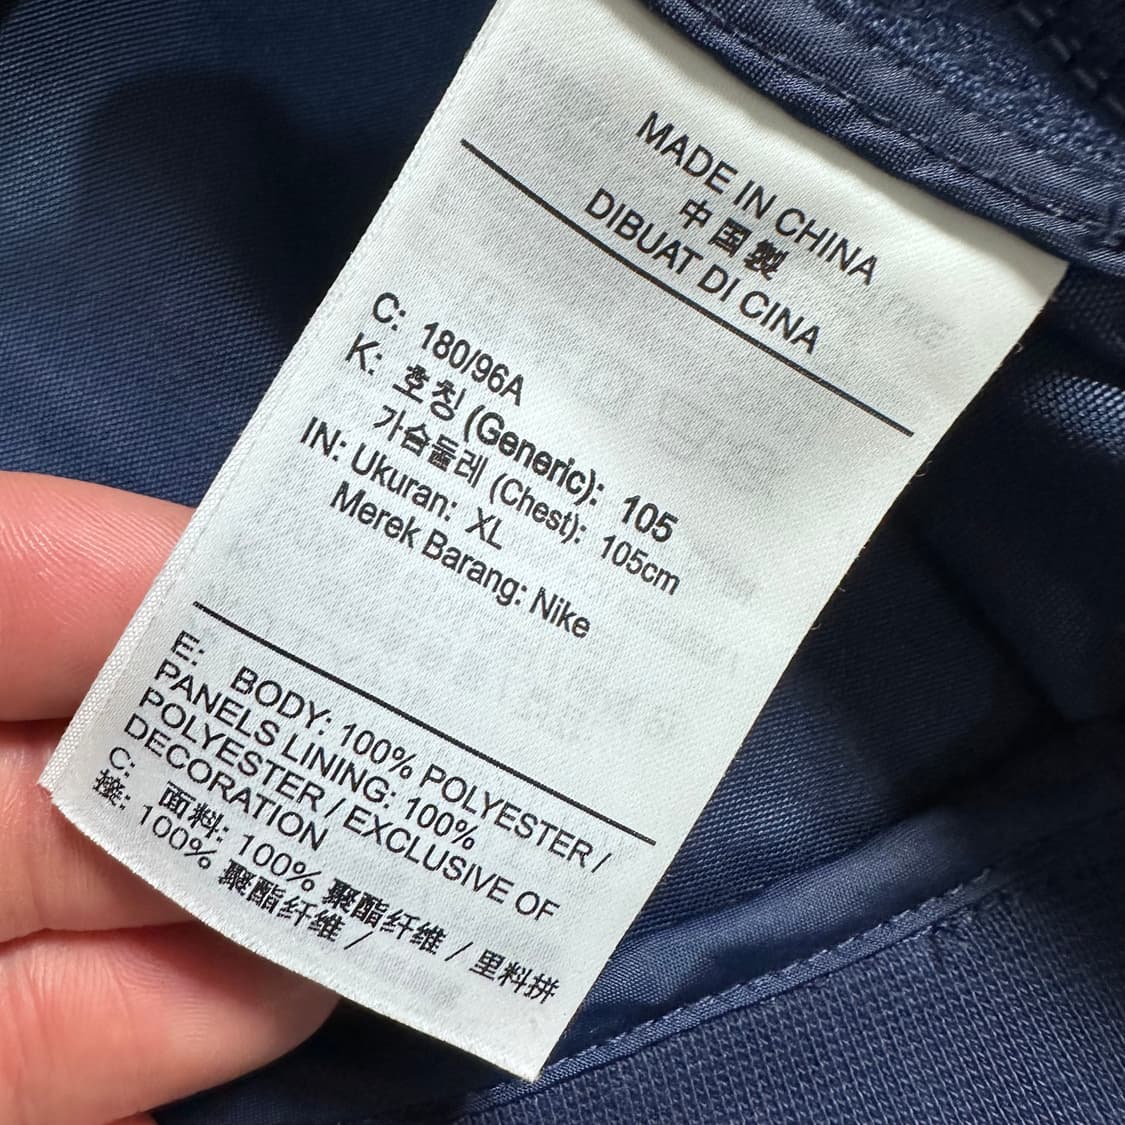 MADE IN CHINA
中国製
DIBUAT DI CINA
C: 180/96A
K: 호칭 (Generic): 105
가슴둘레 (Chest): 105cm
IN: Ukuran: XL
Merek Barang: Nike
E: BODY: 100% POLYESTER /
PANELS LINING: 100%
POLYESTER / EXCLUSIVE OF
DECORATION
C: 面料: 100% 聚酯纤维 / 里料拼
接: 100% 聚酯纤维 /